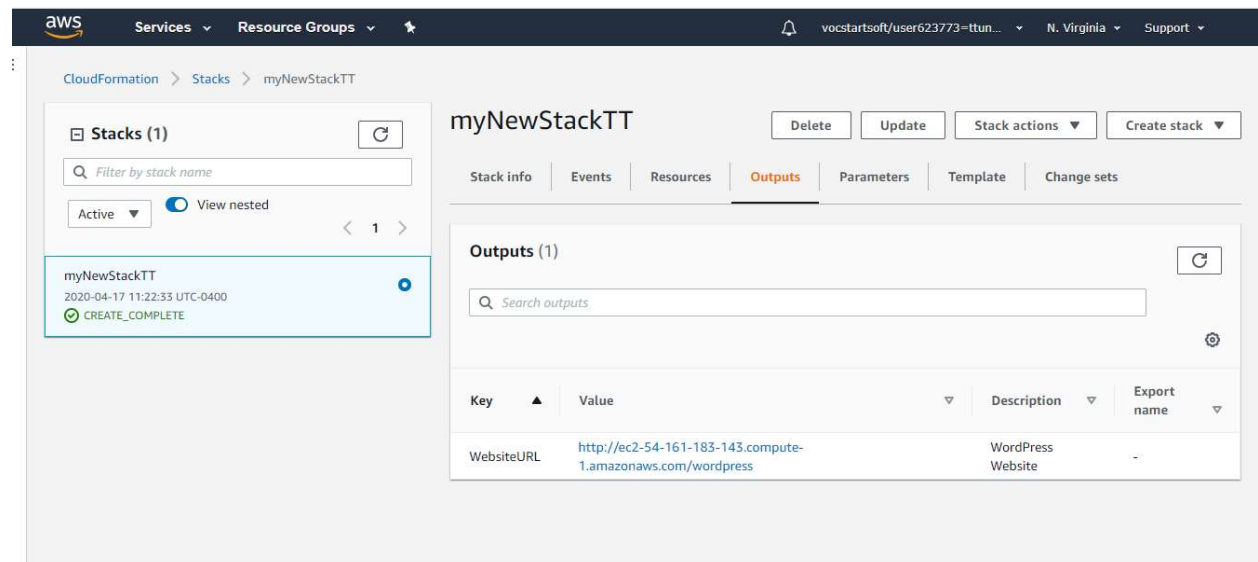 aws Services Resource Groups vocstartsoft/user623773=ttun... N. Virginia Support
CloudFormation > Stacks > myNewStackTT
Stacks (1)
Filter by stack name
Active View nested
< 1 >
myNewStackTT
2020-04-17 11:22:33 UTC-0400
CREATE_COMPLETE
myNewStackTT
Delete Update Stack actions Create stack
Stack info Events Resources Outputs Parameters Template Change sets
Outputs (1)
Search outputs
Key Value Description Export
name
WebsiteURL http://ec2-54-161-183-143.compute- WordPress -
1.amazonaws.com/wordpress Website